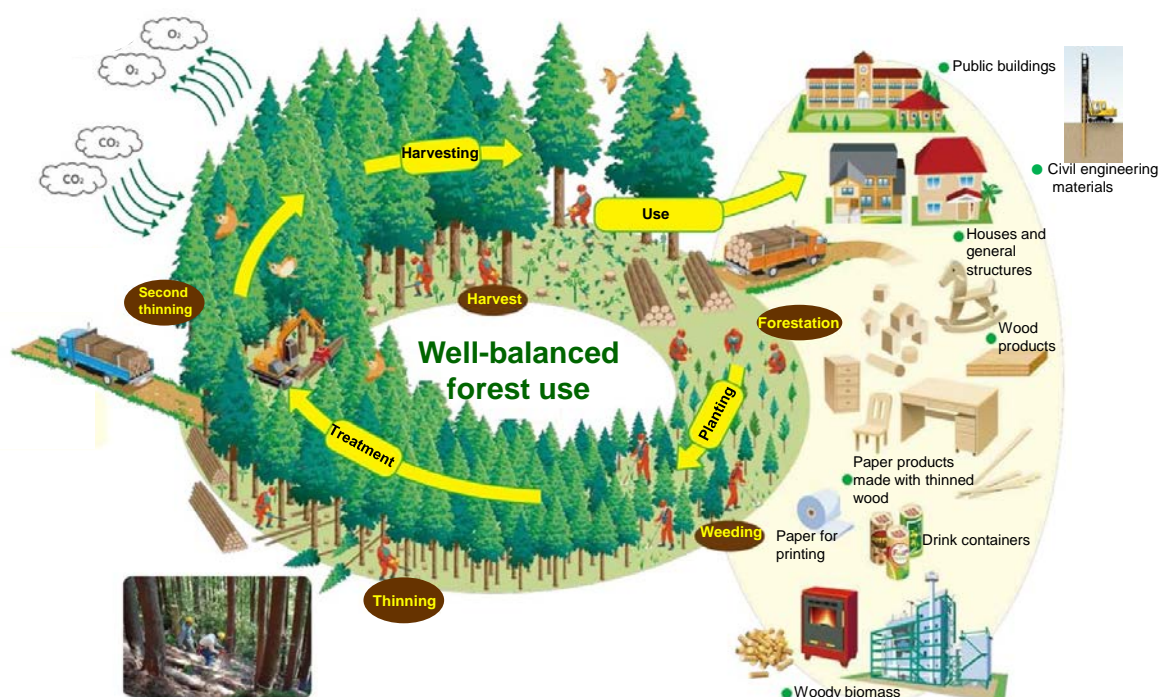 O₂
O₂
CO₂
CO₂
Harvesting
Use
Public buildings
Civil engineering
materials
Houses and
general
structures
Second
thinning
Harvest
Forestation
Wood
products
Well-balanced
forest use
Planting
Treatment
Paper products
made with thinned
wood
Weeding
Paper for
printing
Drink containers
Thinning
Woody biomass